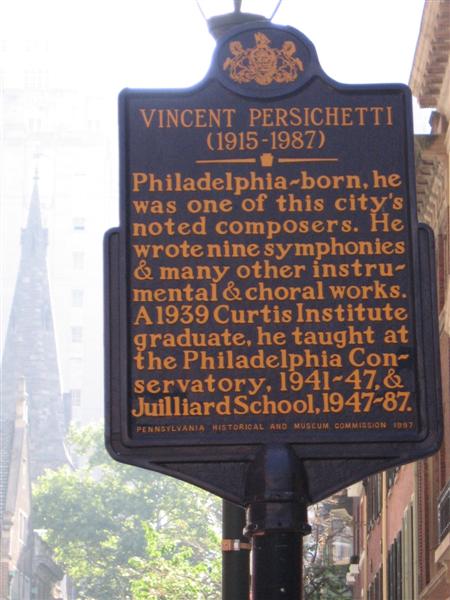 VINCENT PERSICHETTI
(1915-1987)
Philadelphia-born, he
was one of this city's
noted composers. He
wrote nine symphonies
& many other instru-
mental & choral works.
A 1939 Curtis Institute
graduate, he taught at
the Philadelphia Con-
servatory, 1941-47, &
Juilliard School, 1947-87.
PENNSYLVANIA HISTORICAL AND MUSEUM COMMISSION 1997